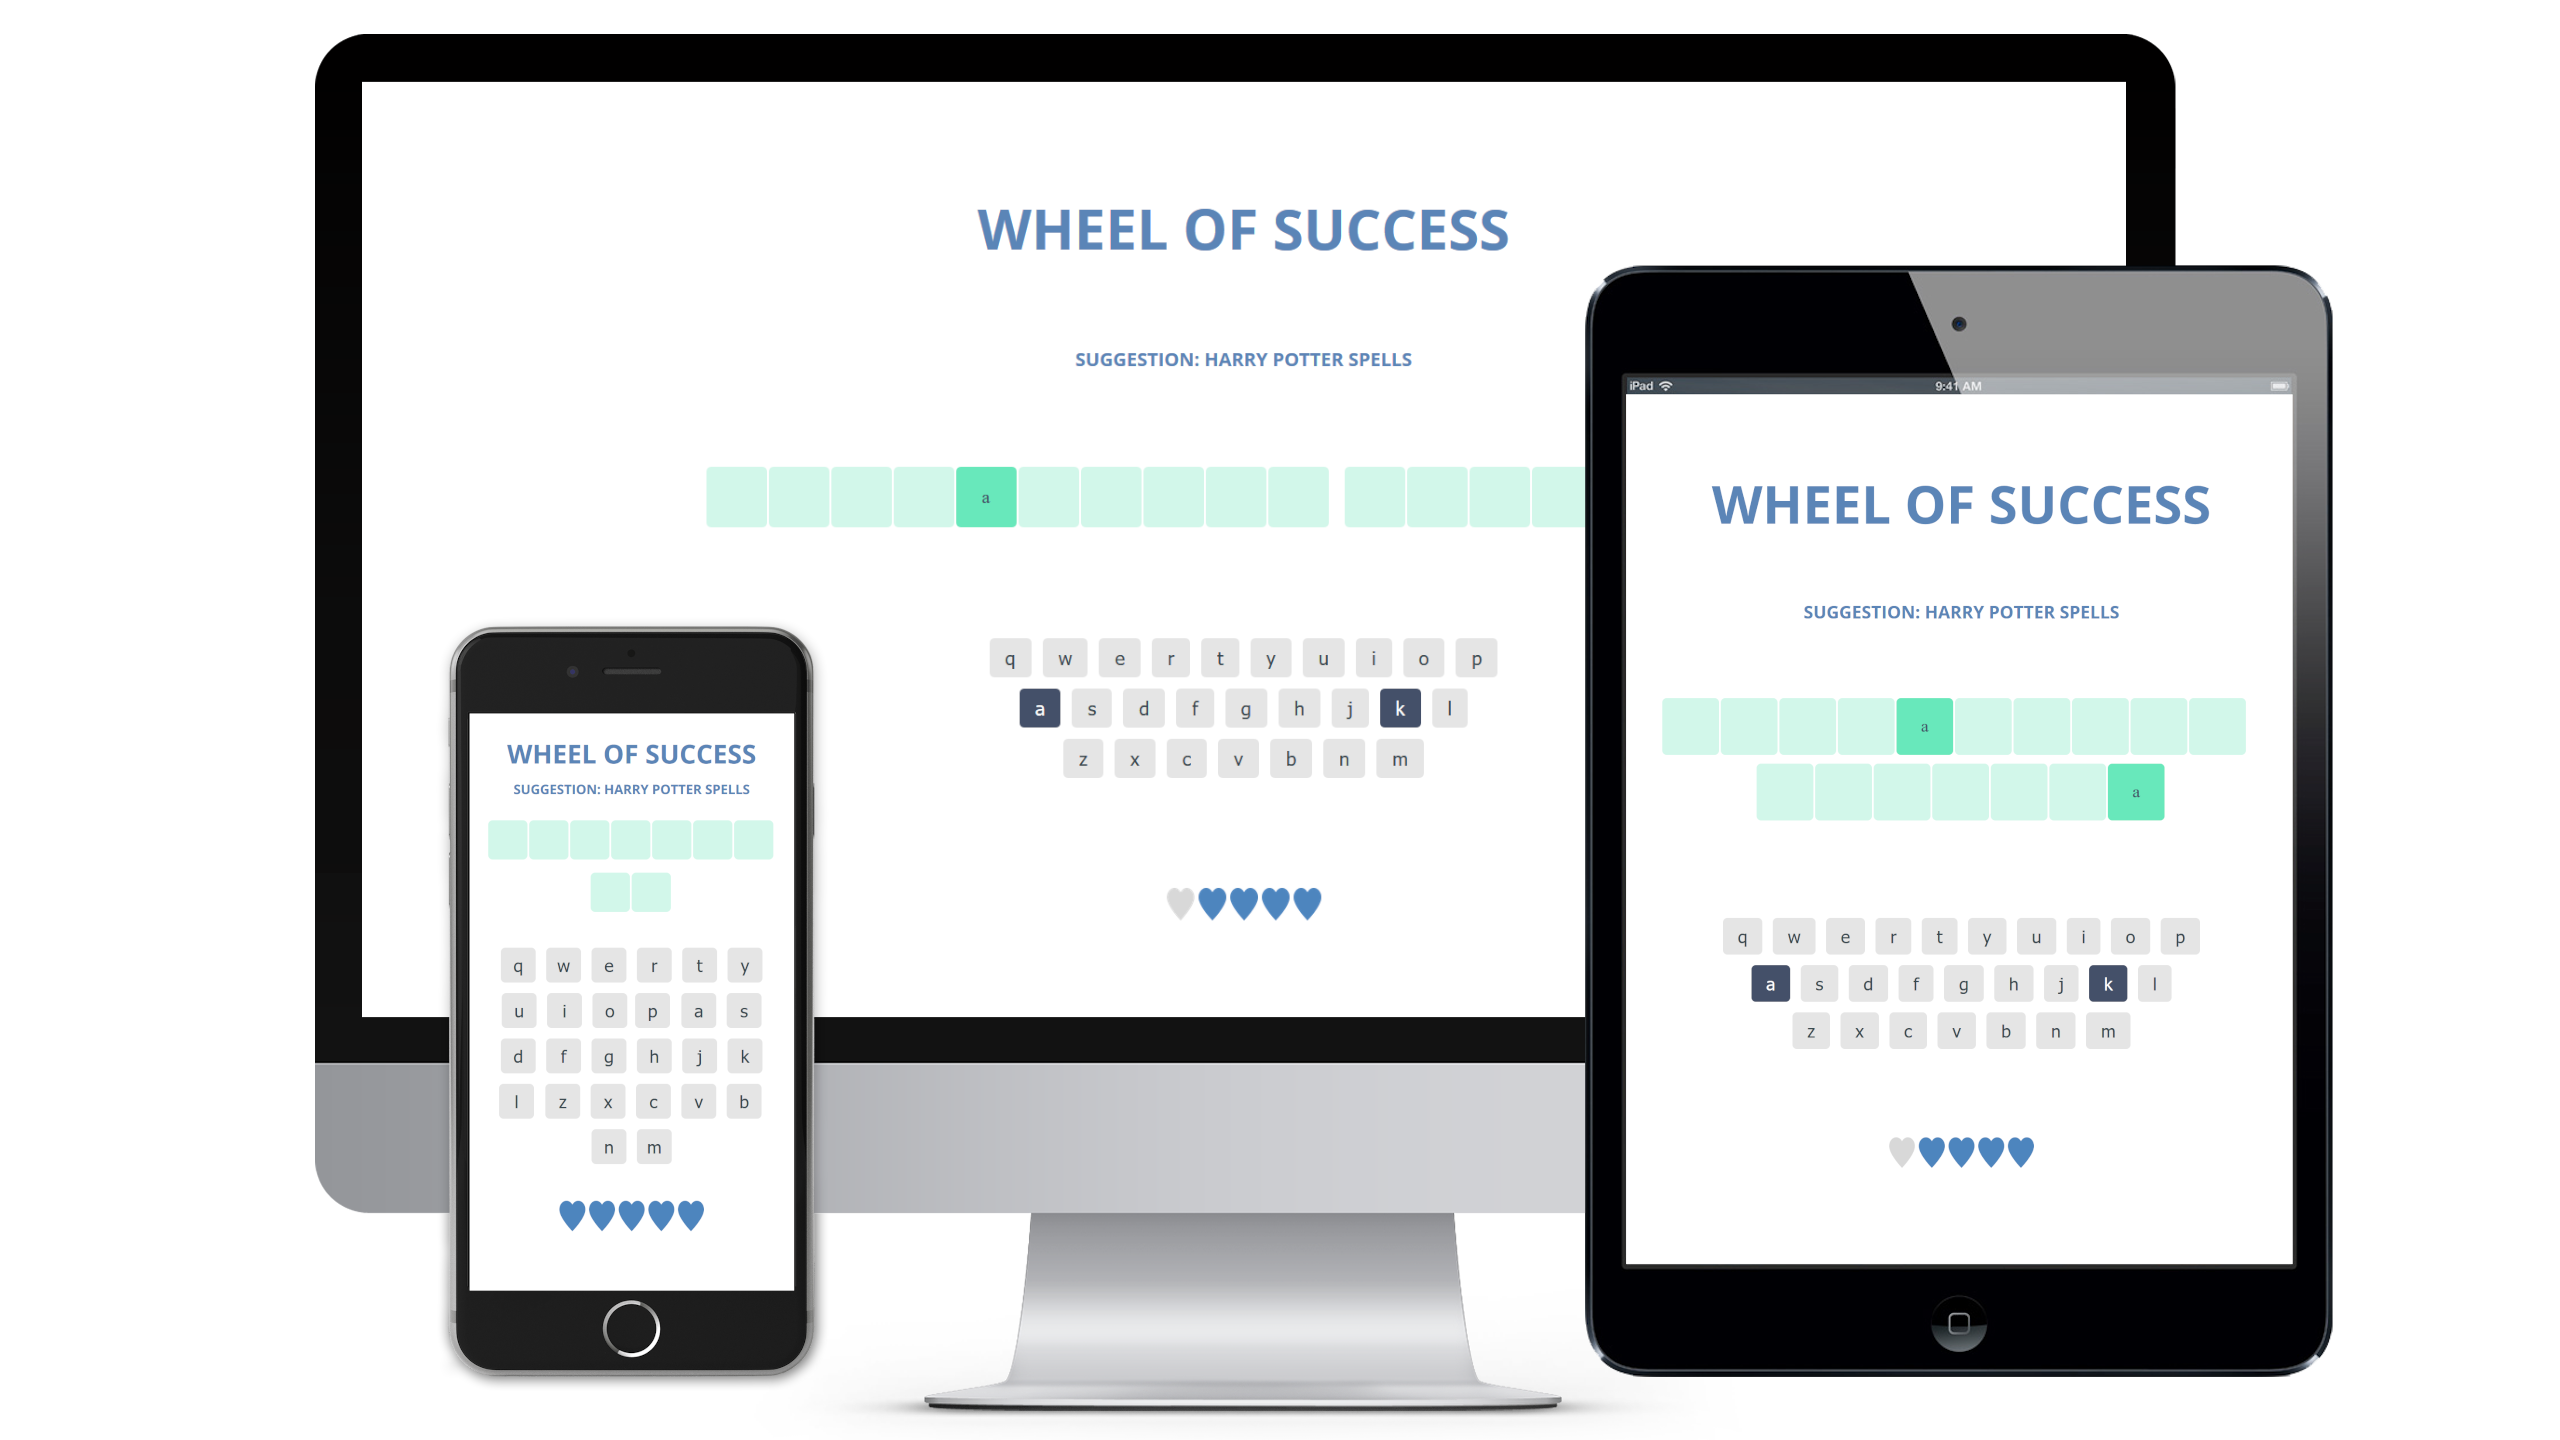 WHEEL OF SUCCESS
SUGGESTION: HARRY POTTER SPELLS
a
q w e r t y u i o p
a s d f g h j k l
z x c v b n m
WHEEL OF SUCCESS
SUGGESTION: HARRY POTTER SPELLS
q w e r t y
u i o p a s
d f g h j k
l z x c v b
n m
iPad 9:41 AM
WHEEL OF SUCCESS
SUGGESTION: HARRY POTTER SPELLS
a
a
q w e r t y u i o p
a s d f g h j k l
z x c v b n m